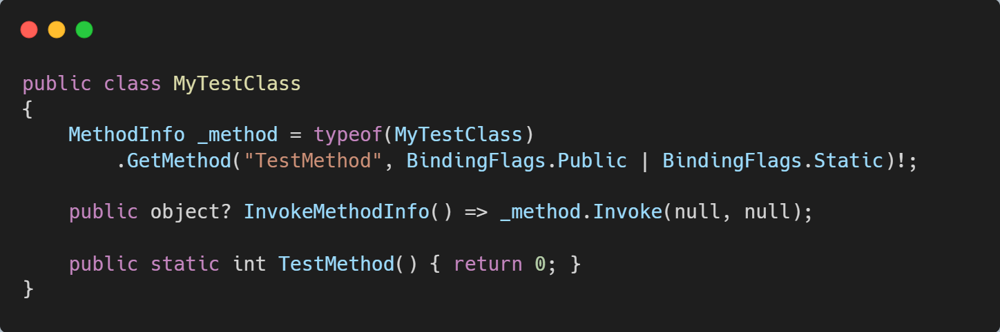 public class MyTestClass
{
    MethodInfo _method = typeof(MyTestClass)
        .GetMethod("TestMethod", BindingFlags.Public | BindingFlags.Static)!;
    public object? InvokeMethodInfo() => _method.Invoke(null, null);
    public static int TestMethod() { return 0; }
}